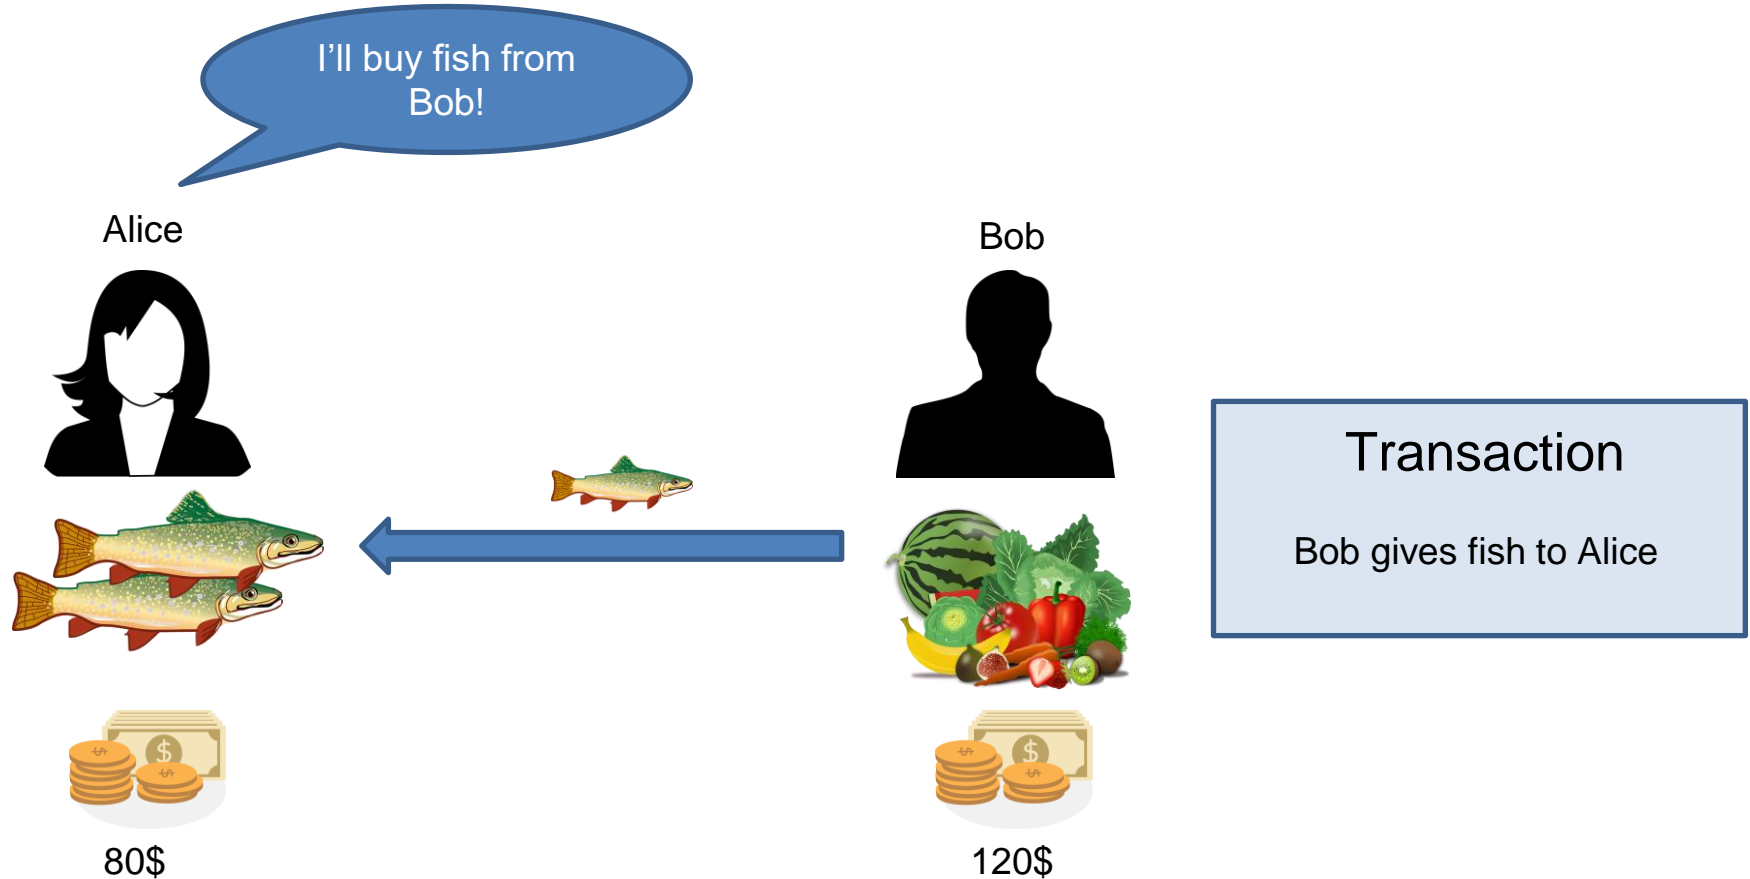 I’ll buy fish from
Bob!
Alice
Bob
Transaction
Bob gives fish to Alice
80$
120$